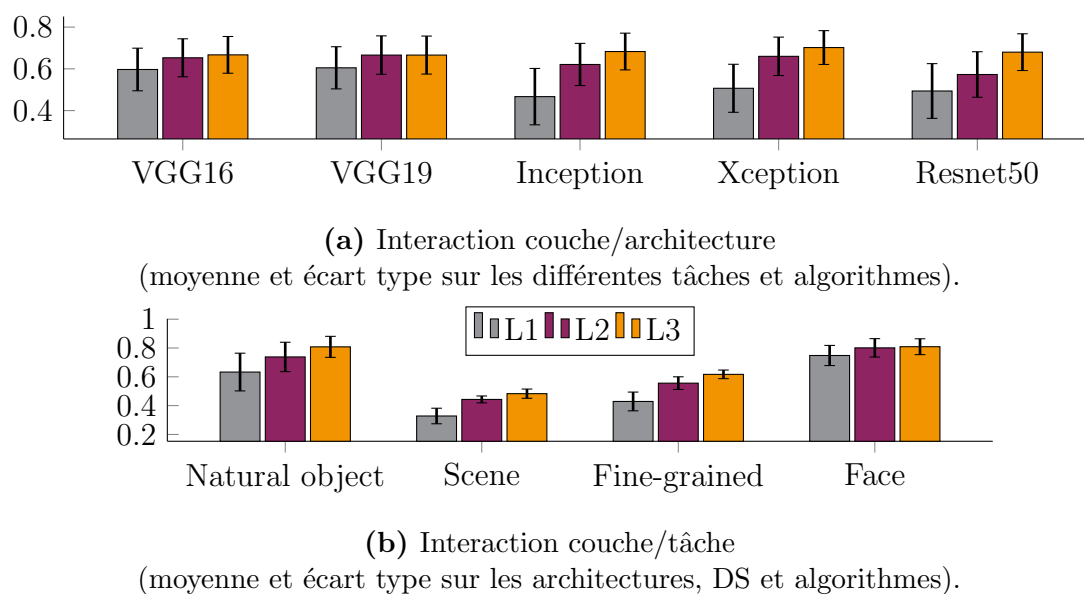 0.8
0.6
0.4
VGG16 VGG19 Inception Xception Resnet50
(a) Interaction couche/architecture
(moyenne et écart type sur les différentes tâches et algorithmes).
1
0.8
0.6
0.4
0.2
L1 L2 L3
Natural object Scene Fine-grained Face
(b) Interaction couche/tâche
(moyenne et écart type sur les architectures, DS et algorithmes).